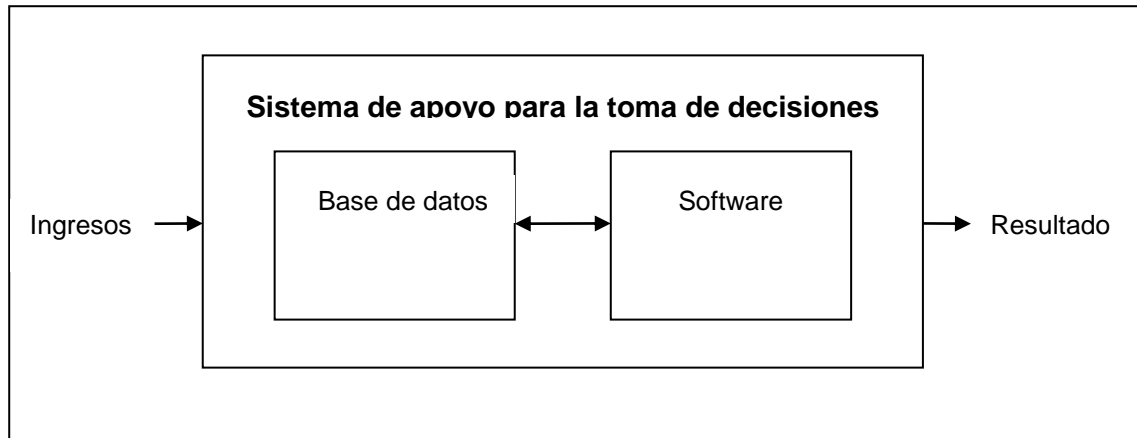 Sistema de apoyo para la toma de decisiones
Base de datos
Software
Ingresos
Resultado